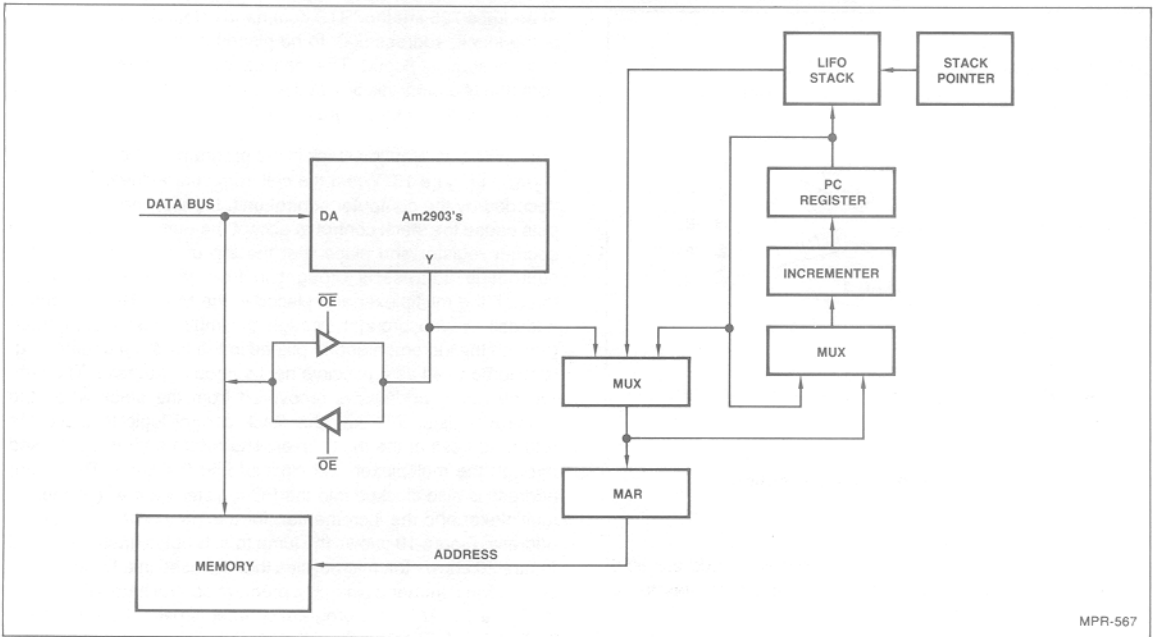 LIFO
STACK
STACK
POINTER
PC
REGISTER
INCREMENTER
MUX
DATA BUS
DA
Am2903's
Y
OE
OE
MUX
MAR
ADDRESS
MEMORY
MPR-567